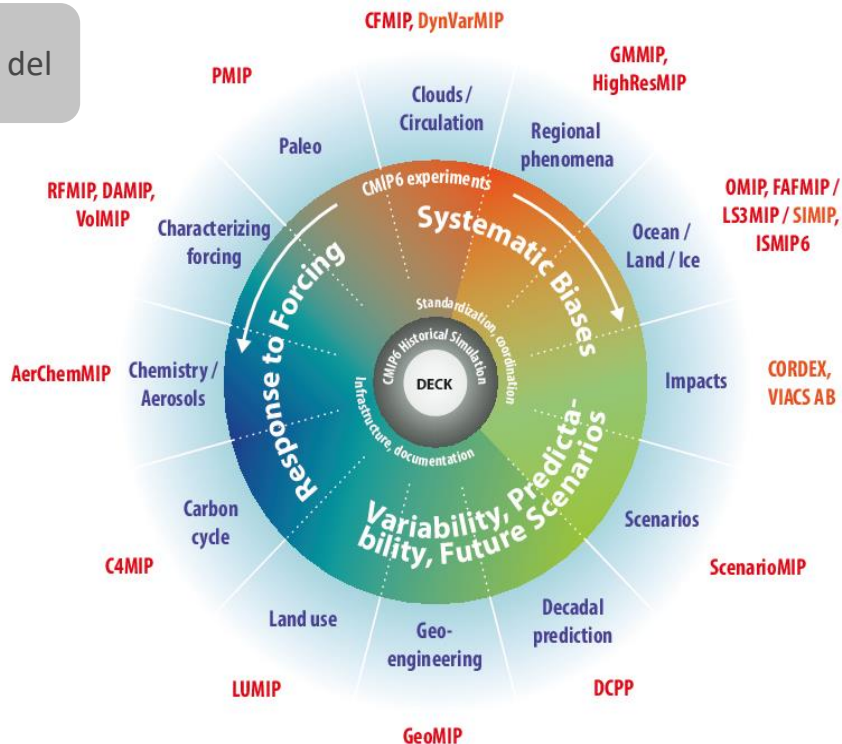 del
CFMIP, DynVarMIP
GMMIP,
HighResMIP
PMIP
Clouds /
Circulation
Regional
phenomena
Paleo
CMIP6 experiments
RFMIP, DAMIP,
VolMIP
Characterizing
forcing
Systematic Biases
Ocean /
Land / Ice
OMIP, FAFMIP /
LS3MIP / SIMIP,
ISMIP6
Response to Forcing
Standardization, coordination
CMIP6 Historical Simulation
DECK
Infrastructure, documentation
AerChemMIP
Chemistry /
Aerosols
Impacts
CORDEX,
VIACS AB
Variability, Predicta-
bility, Future Scenarios
Carbon
cycle
Scenarios
C4MIP
ScenarioMIP
Land use
Geo-
engineering
Decadal
prediction
LUMIP
DCPP
GeoMIP